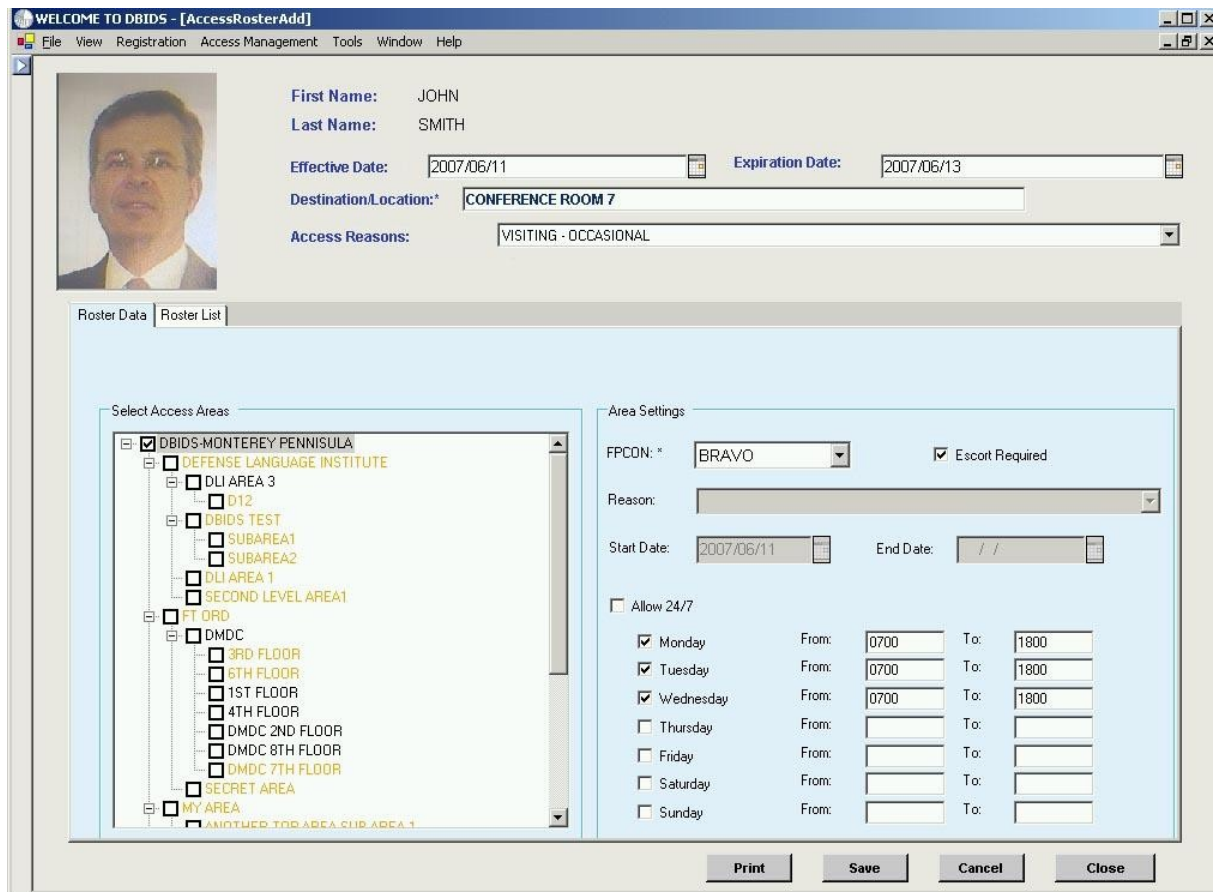 WELCOME TO DBIDS - [AccessRosterAdd]
File View Registration Access Management Tools Window Help
First Name: JOHN
Last Name: SMITH
Effective Date: 2007/06/11 Expiration Date: 2007/06/13
Destination/Location:* CONFERENCE ROOM 7
Access Reasons: VISITING - OCCASIONAL
Roster Data Roster List
Select Access Areas
DBIDS-MONTEREY PENNISULA
DEFENSE LANGUAGE INSTITUTE
DLI AREA 3
D12
DBIDS TEST
SUBAREA1
SUBAREA2
DLI AREA 1
SECOND LEVEL AREA1
FT ORD
DMDC
3RD FLOOR
6TH FLOOR
1ST FLOOR
4TH FLOOR
DMDC 2ND FLOOR
DMDC 8TH FLOOR
DMDC 7TH FLOOR
SECRET AREA
MY AREA
ANOTHER TOP AREA SUB AREA 1
Area Settings
FPCON: * BRAVO Escort Required
Reason:
Start Date: 2007/06/11 End Date: / /
Allow 24/7
Monday From: 0700 To: 1800
Tuesday From: 0700 To: 1800
Wednesday From: 0700 To: 1800
Thursday From: To:
Friday From: To:
Saturday From: To:
Sunday From: To:
Print Save Cancel Close